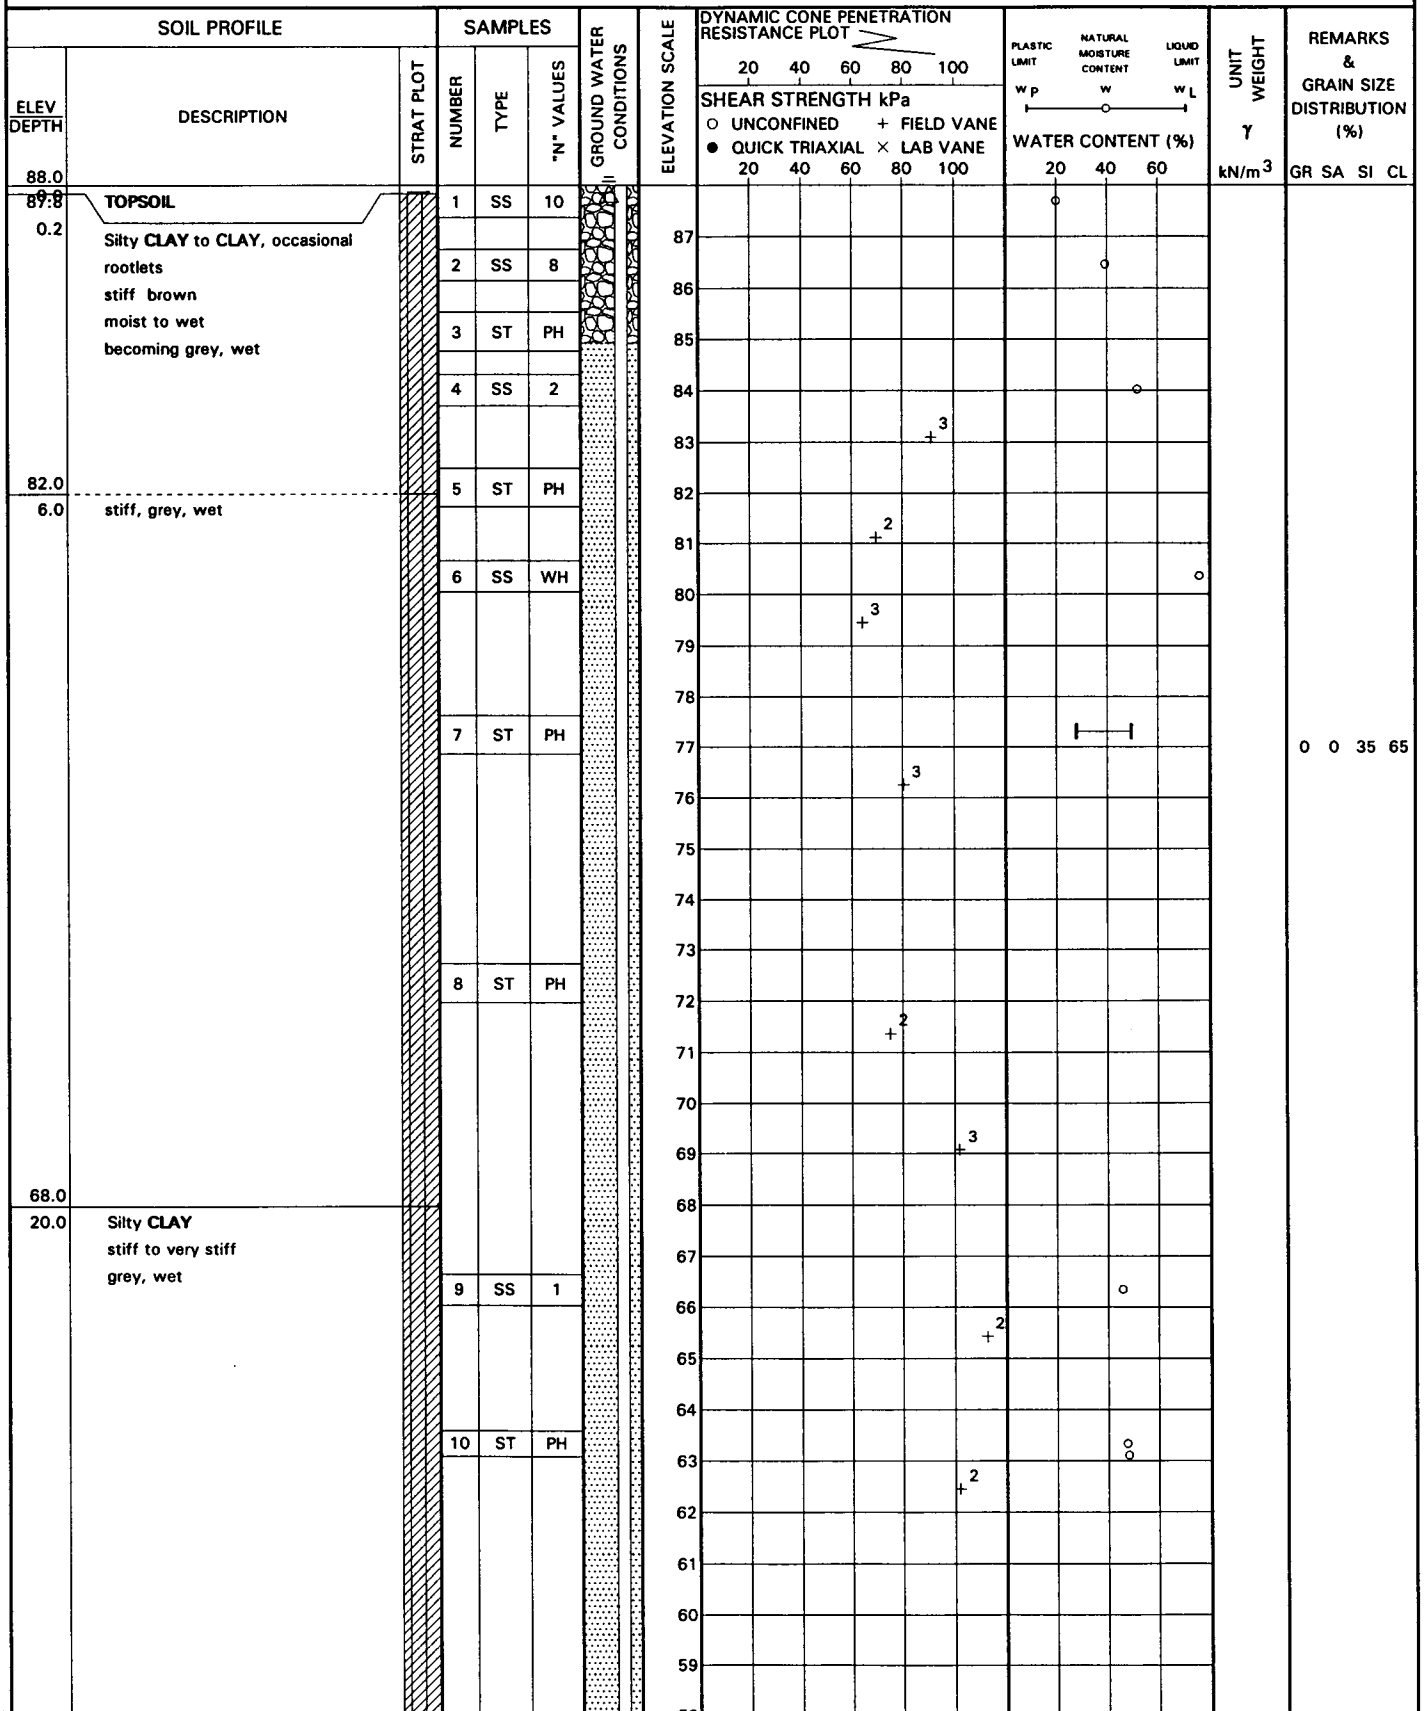 SOIL PROFILE
SAMPLES
GROUND WATER
CONDITIONS
ELEVATION SCALE
DYNAMIC CONE PENETRATION
RESISTANCE PLOT
20 40 60 80 100
SHEAR STRENGTH kPa
O UNCONFINED + FIELD VANE
● QUICK TRIAXIAL × LAB VANE
20 40 60 80 100
PLASTIC
LIMIT
NATURAL
MOISTURE
CONTENT
LIQUID
LIMIT
WP W WL
WATER CONTENT (%)
20 40 60
UNIT
WEIGHT
γ
kN/m3
REMARKS
&
GRAIN SIZE
DISTRIBUTION
(%)
GR SA SI CL
ELEV
DEPTH
DESCRIPTION
STRAT PLOT
NUMBER
TYPE
"N" VALUES
88.0
87.8
TOPSOIL
0.2
Silty CLAY to CLAY, occasional
rootlets
stiff brown
moist to wet
becoming grey, wet
82.0
6.0
stiff, grey, wet
68.0
20.0
Silty CLAY
stiff to very stiff
grey, wet
1 SS 10
2 SS 8
3 ST PH
4 SS 2
5 ST PH
6 SS WH
7 ST PH
8 ST PH
9 SS 1
10 ST PH
87
86
85
84
83
82
81
80
79
78
77
76
75
74
73
72
71
70
69
68
67
66
65
64
63
62
61
60
59
3
2
3
3
2
3
2
2
0 0 35 65